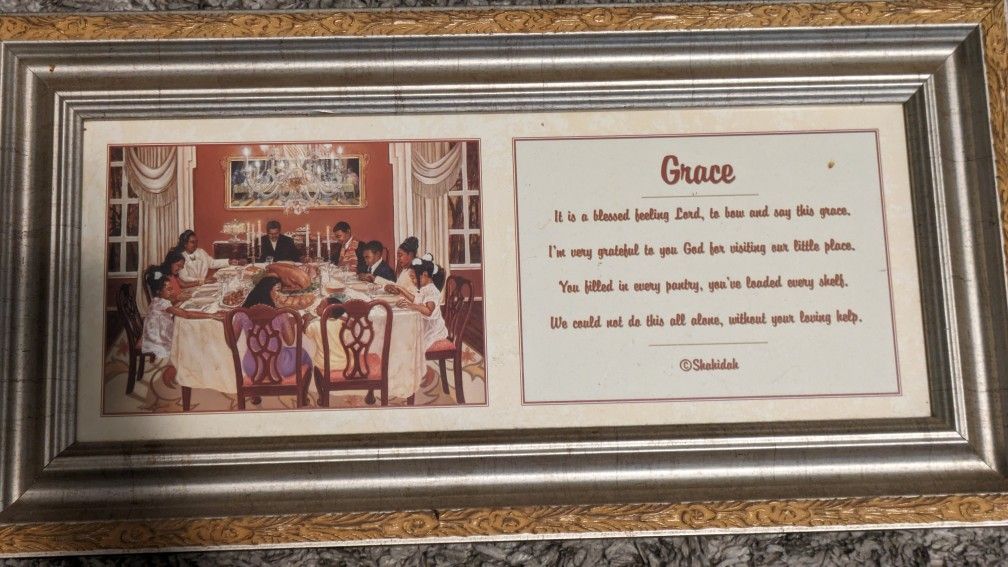 Grace
It is a blessed feeling Lord, to bow and say this grace.
I'm very grateful to you God for visiting our little place.
You filled in every pantry, you've loaded every shelf.
We could not do this all alone, without your loving help.
©Shahidah